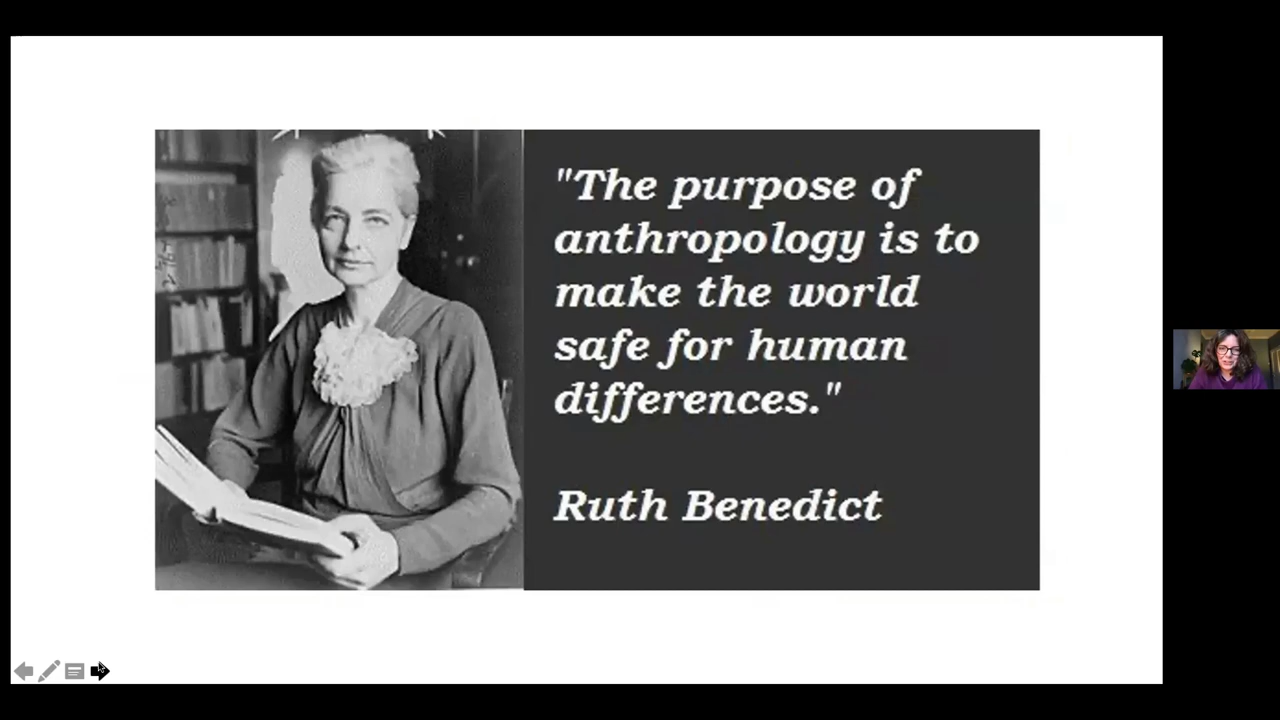 "The purpose of
anthropology is to
make the world
safe for human
differences."
Ruth Benedict